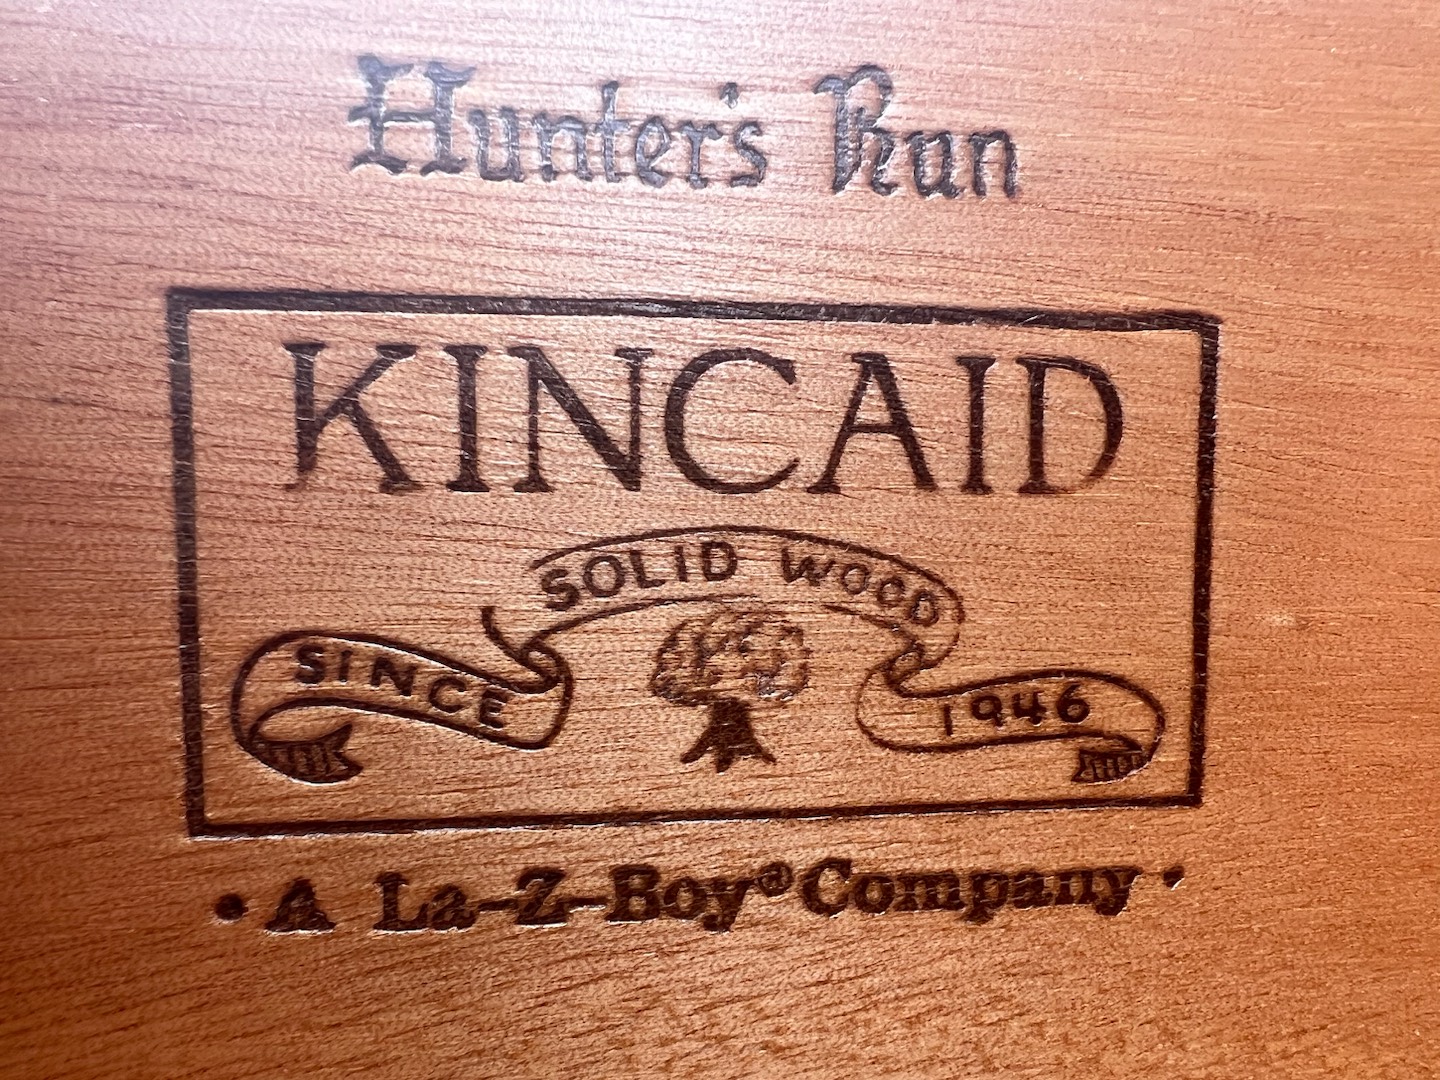 Hunter's Run
KINCAID
SOLID WOOD
SINCE 1946
• A La-Z-Boy® Company •